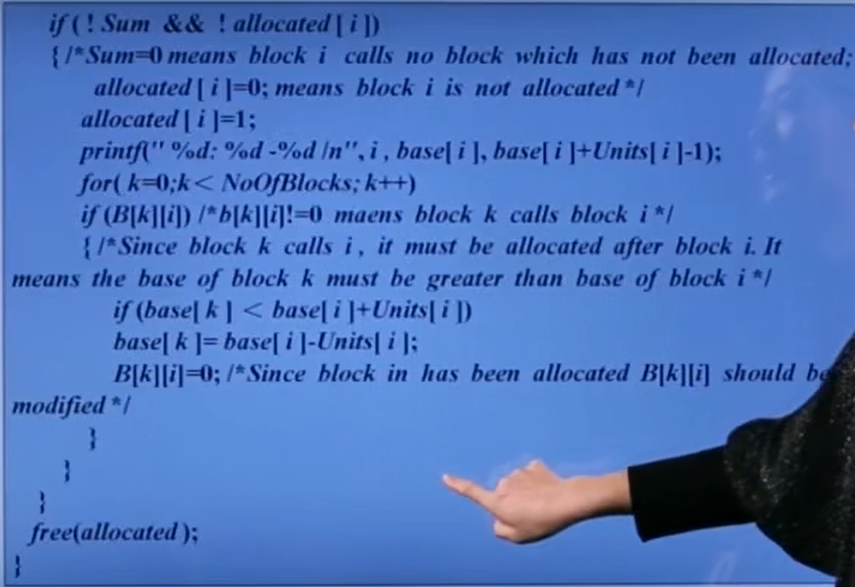 if ( ! Sum && ! allocated [ i ])
{ /*Sum=0 means block i calls no block which has not been allocated;
allocated [ i ]=0; means block i is not allocated */
allocated [ i ]=1;
printf(" %d: %d -%d /n", i , base[ i ], base[ i ]+Units[ i ]-1);
for( k=0;k< NoOfBlocks; k++)
if (B[k][i]) /*b[k][i]!=0 maens block k calls block i */
{ /*Since block k calls i , it must be allocated after block i. It
means the base of block k must be greater than base of block i */
if (base[ k ] < base[ i ]+Units[ i ])
base[ k ]= base[ i ]-Units[ i ];
B[k][i]=0; /*Since block in has been allocated B[k][i] should be
modified */
}
}
}
free(allocated );
}